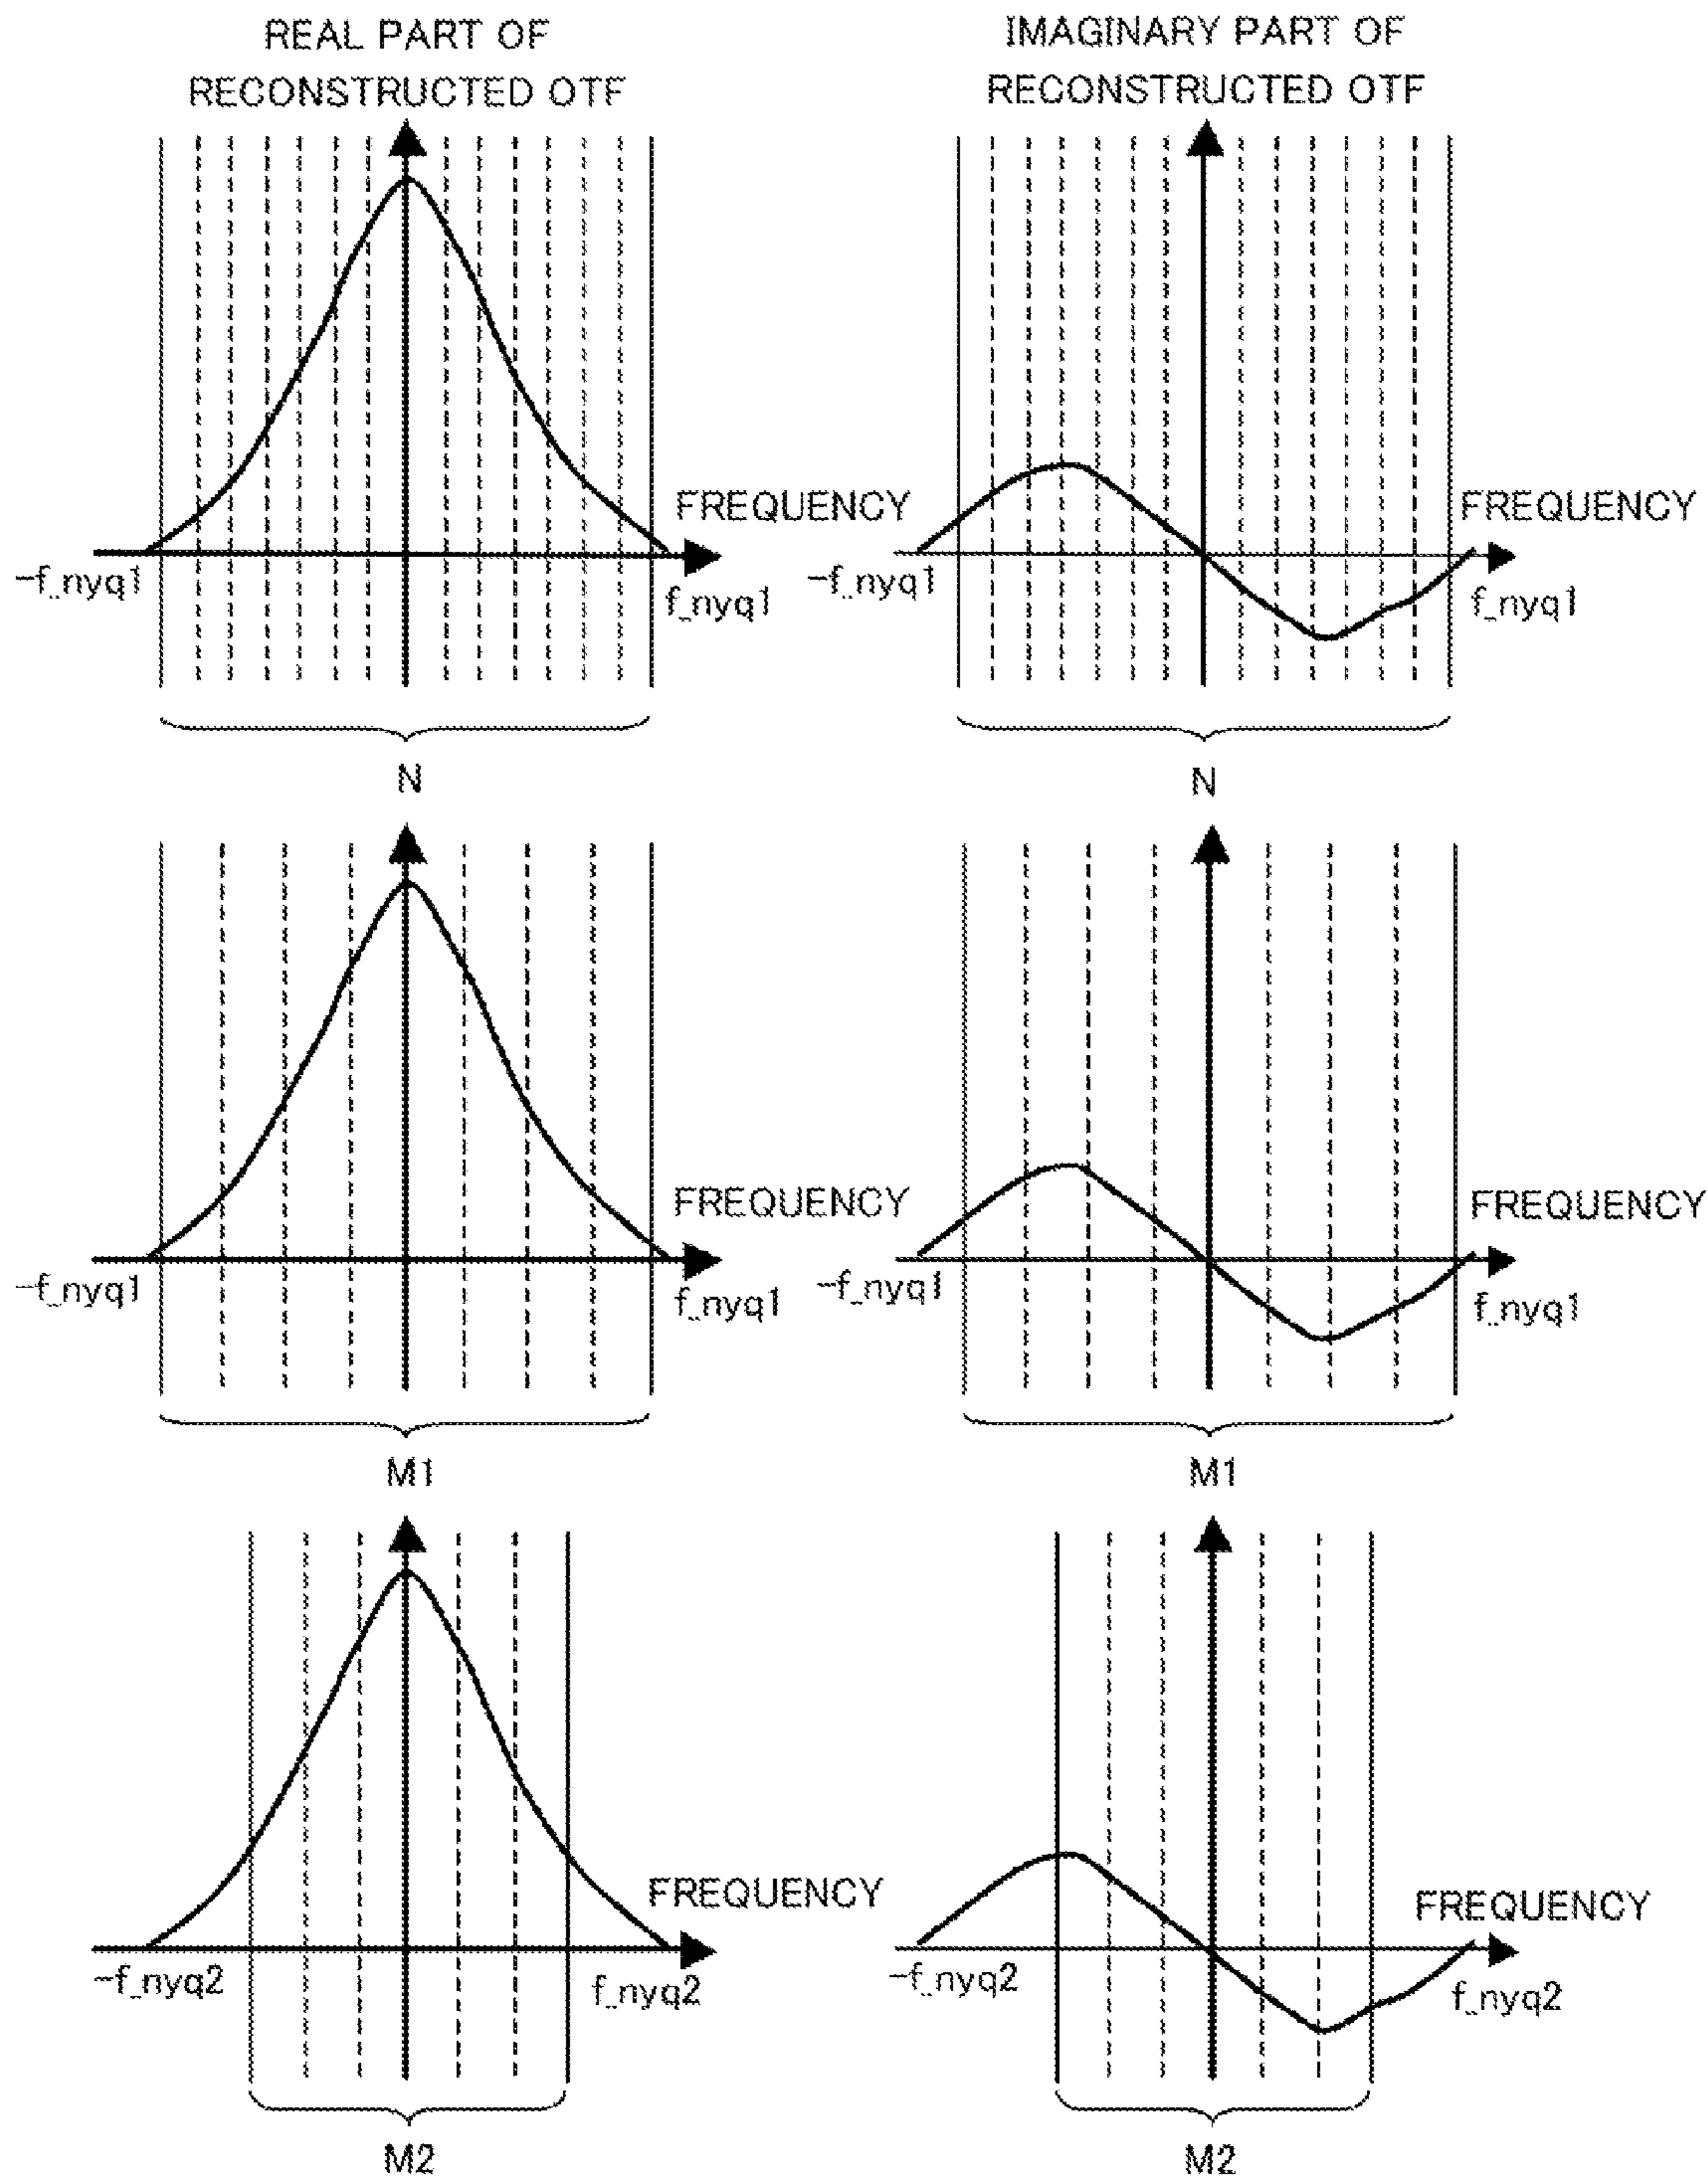 REAL PART OF
RECONSTRUCTED OTF
IMAGINARY PART OF
RECONSTRUCTED OTF
FREQUENCY
-f_nyq1
f_nyq1
N
FREQUENCY
-f_nyq1
f_nyq1
N
FREQUENCY
-f_nyq1
f_nyq1
M1
FREQUENCY
-f_nyq1
f_nyq1
M1
FREQUENCY
-f_nyq2
f_nyq2
M2
FREQUENCY
-f_nyq2
f_nyq2
M2